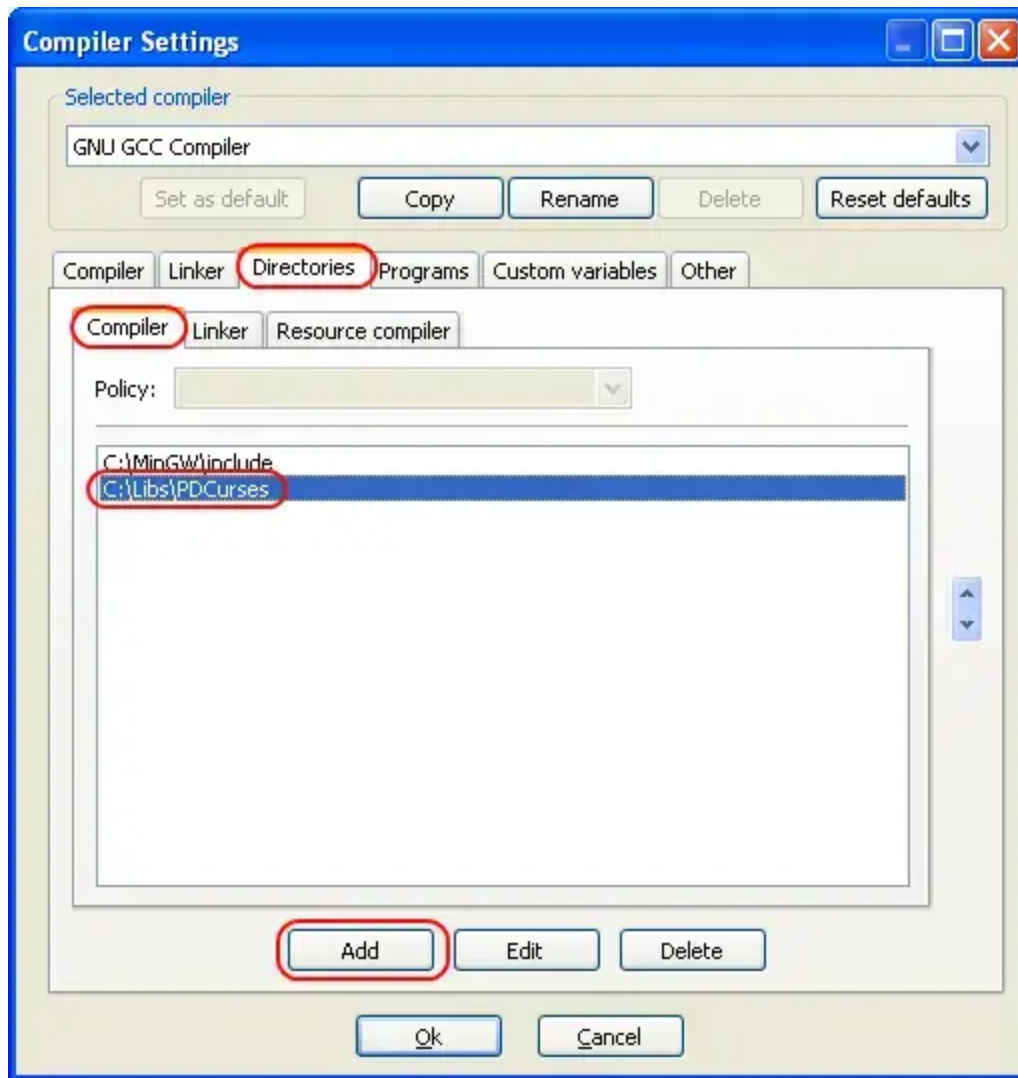 Compiler Settings
Selected compiler
GNU GCC Compiler
Set as default Copy Rename Delete Reset defaults
Compiler Linker Directories Programs Custom variables Other
Compiler Linker Resource compiler
Policy:
C:\MinGW\include
C:\Libs\PDCurses
Add Edit Delete
Ok Cancel